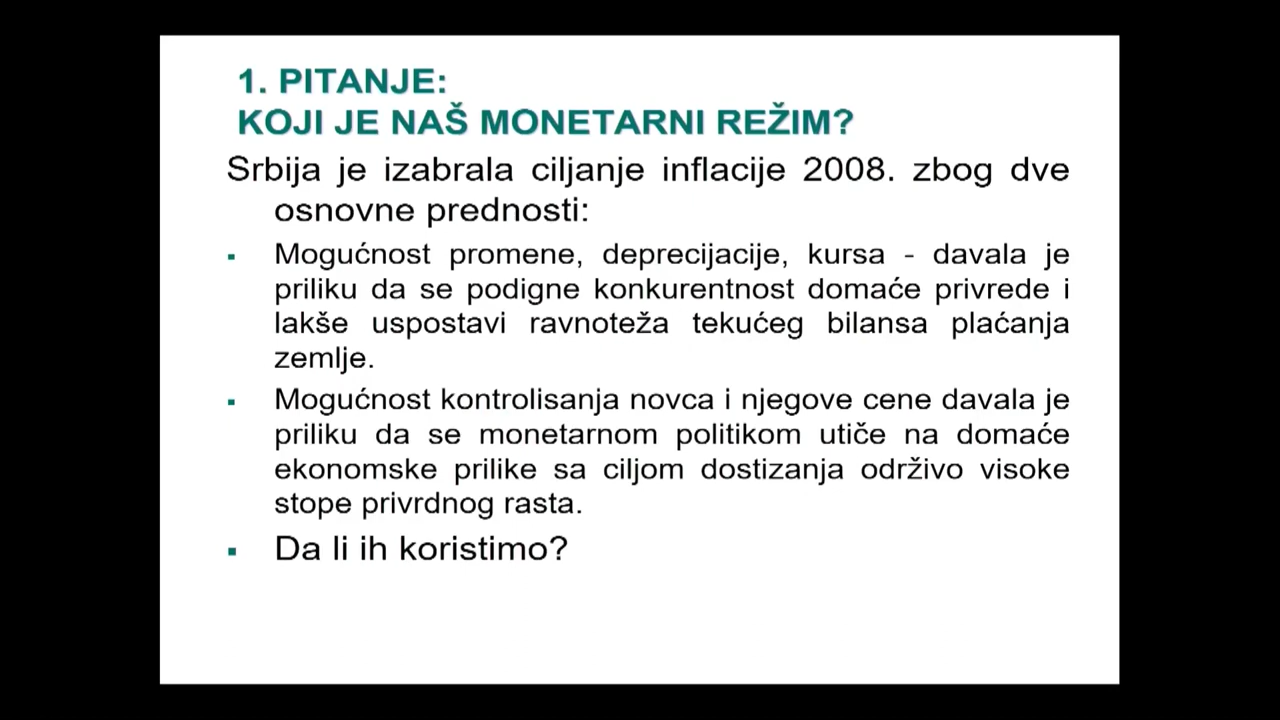 1. PITANJE:
KOJI JE NAŠ MONETARNI REŽIM?
Srbija je izabrala ciljanje inflacije 2008. zbog dve
osnovne prednosti:
▪ Mogućnost promene, deprecijacije, kursa - davala je
priliku da se podigne konkurentnost domaće privrede i
lakše uspostavi ravnoteža tekućeg bilansa plaćanja
zemlje.
▪ Mogućnost kontrolisanja novca i njegove cene davala je
priliku da se monetarnom politikom utiče na domaće
ekonomske prilike sa ciljom dostizanja održivo visoke
stope privrdnog rasta.
▪ Da li ih koristimo?